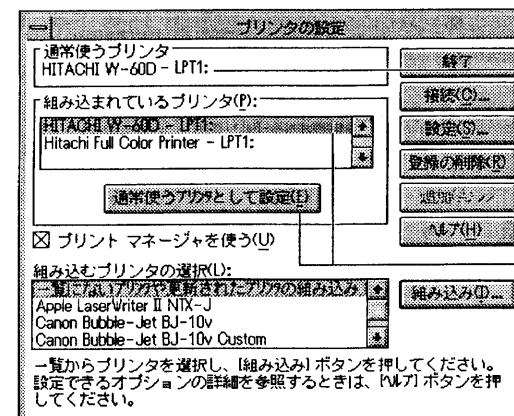 プリンタの設定
通常使うプリンタ
HITACHI W-60D - LPT1:
終了
組み込まれているプリンタ(P):
接続(C)...
HITACHI W-60D - LPT1:
Hitachi Full Color Printer - LPT1:
設定(S)...
登録の削除(R)
通常使うプリンタとして設定(E)
ヘルプ(H)
プリント マネージャを使う(U)
組み込むプリンタの選択(L):
一覧にないプリンタや更新されたプリンタの組み込み
組み込み(I)...
Apple LaserWriter II NTX-J
Canon Bubble-Jet BJ-10v
Canon Bubble-Jet BJ-10v Custom
一覧からプリンタを選択し、[組み込み] ボタンを押してください。
設定できるオプションの詳細を参照するときは、[ヘルプ] ボタンを押
してください。